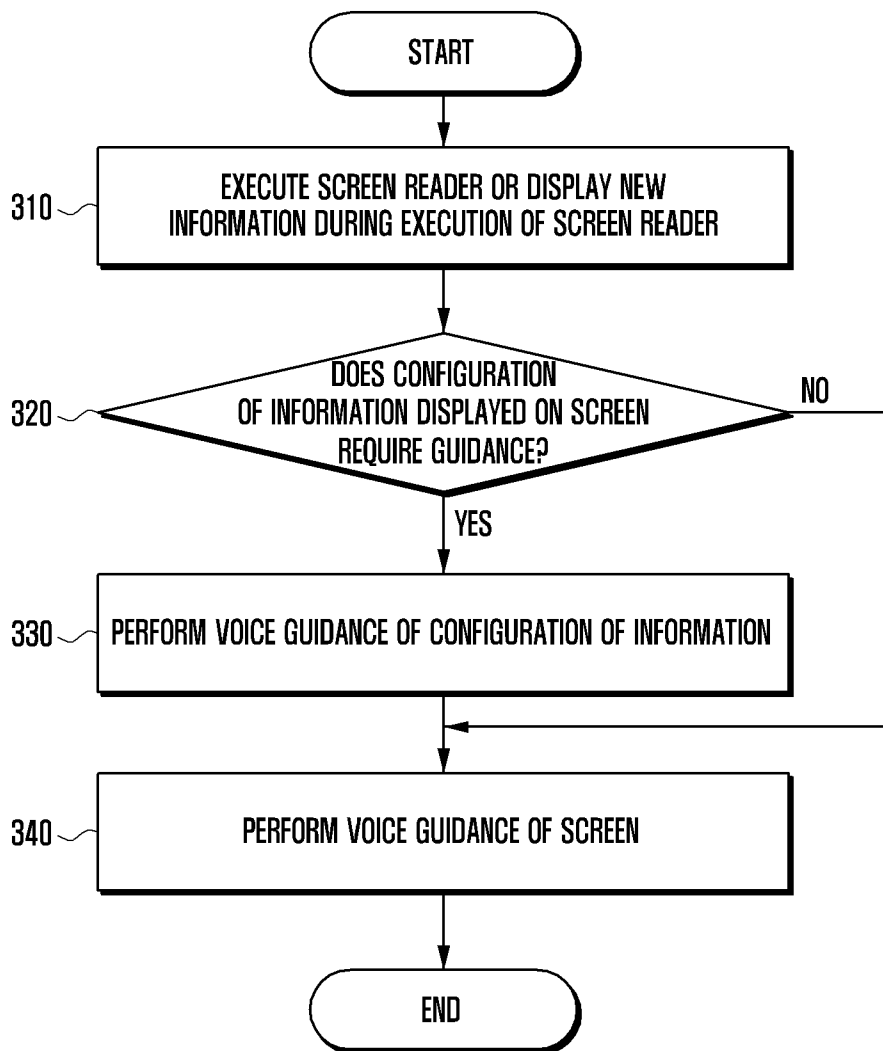 START
310
EXECUTE SCREEN READER OR DISPLAY NEW
INFORMATION DURING EXECUTION OF SCREEN READER
320
DOES CONFIGURATION
OF INFORMATION DISPLAYED ON SCREEN
REQUIRE GUIDANCE?
NO
YES
330
PERFORM VOICE GUIDANCE OF CONFIGURATION OF INFORMATION
340
PERFORM VOICE GUIDANCE OF SCREEN
END